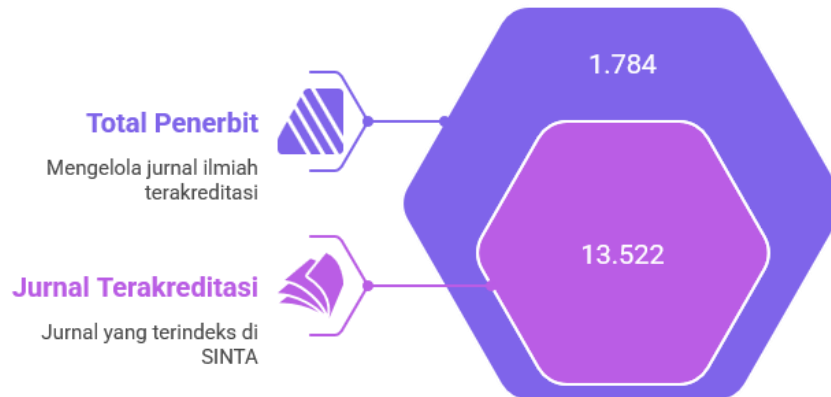 1.784
Total Penerbit
Mengelola jurnal ilmiah
terakreditasi
13.522
Jurnal Terakreditasi
Jurnal yang terindeks di
SINTA